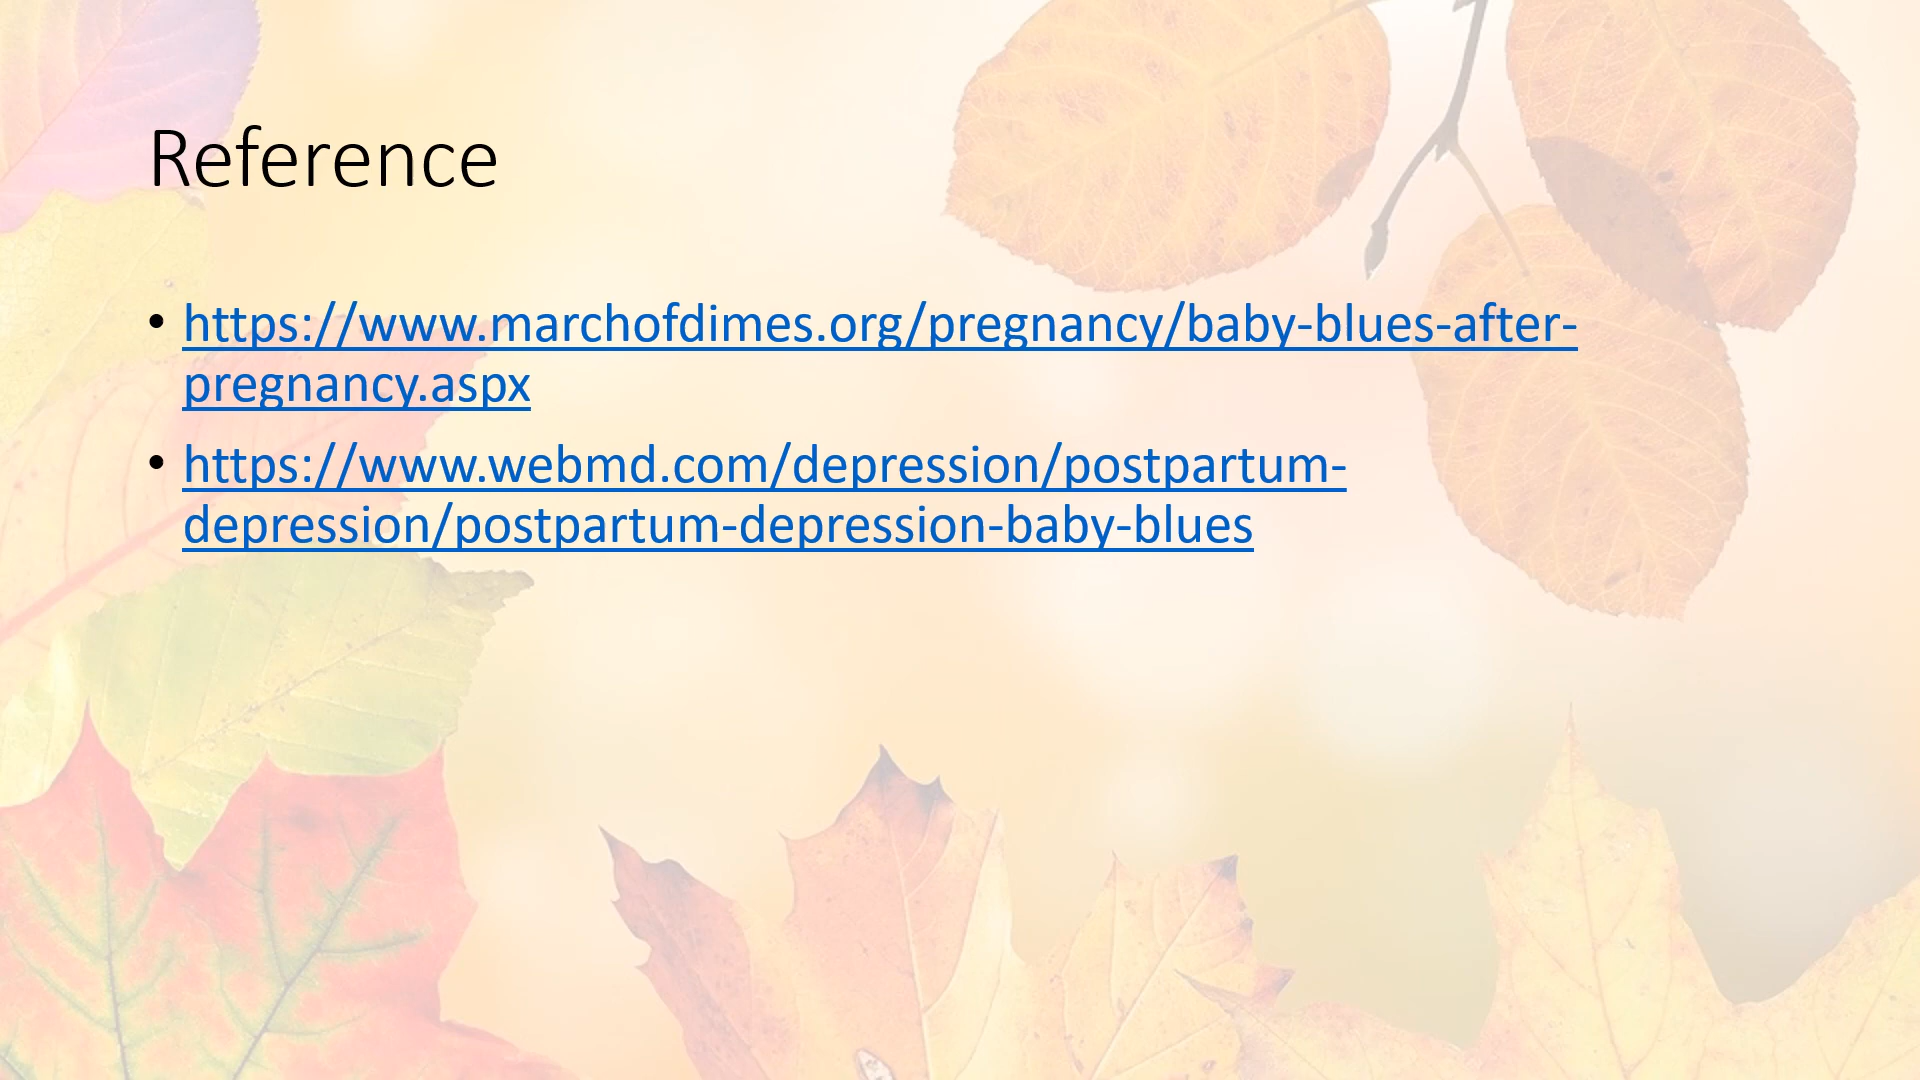 Reference
• https://www.marchofdimes.org/pregnancy/baby-blues-after-
pregnancy.aspx
• https://www.webmd.com/depression/postpartum-
depression/postpartum-depression-baby-blues